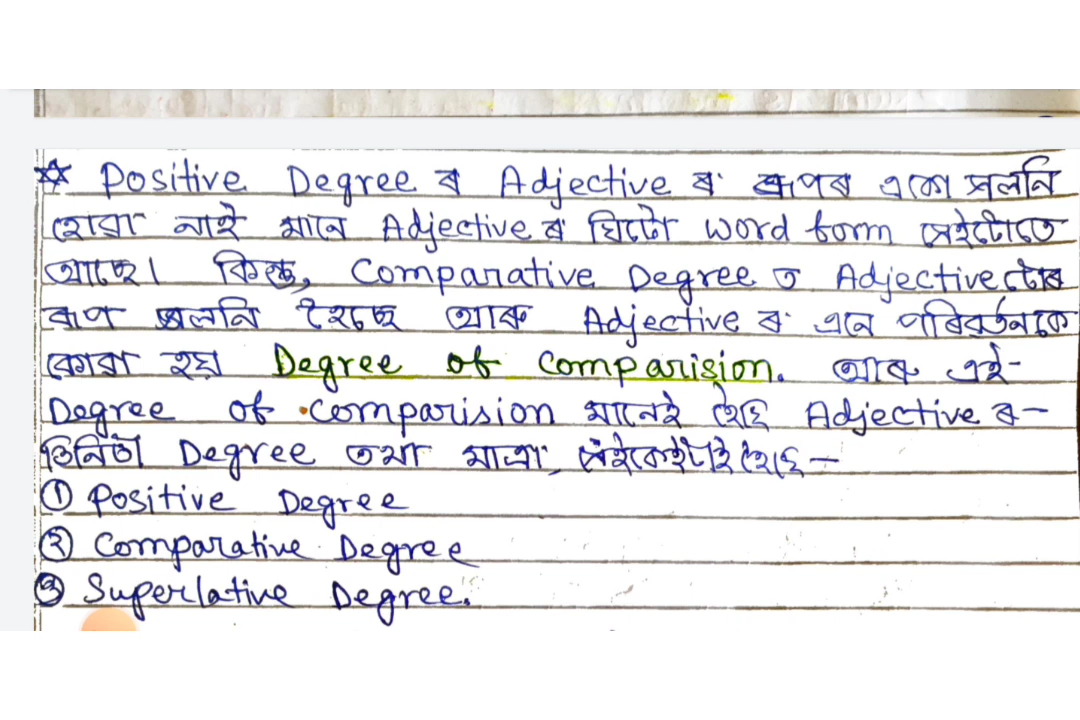 ☆ Positive Degree ৰ Adjective ৰ ৰূপৰ একো সলনি
হোৱা নাই মানে Adjective ৰ যিটো word form সেইটোতে
আছে। কিন্তু, Comparative Degree ত Adjective টোৰ
ৰূপ সলনি হৈছে আৰু Adjective ৰ এনে পৰিবৰ্তনকে
কোৱা হয় Degree of Comparision. আৰু এই-
Degree of Comparision মানেই হৈছে Adjective ৰ-
তিনিটা Degree তথা মাত্ৰা, সেইকেইটাই হৈছে –
① Positive Degree
② Comparative Degree
③ Superlative Degree.